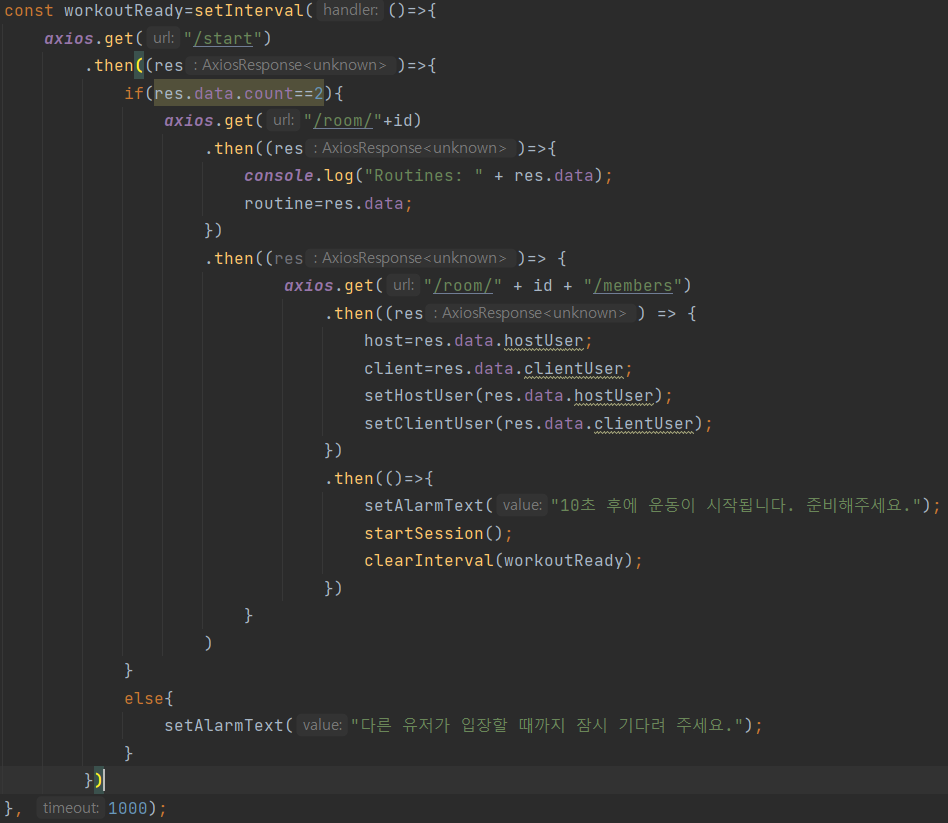 const workoutReady=setInterval( handler: ()=>{
    axios.get( url: "/start")
        .then((res : AxiosResponse<unknown> )=>{
            if(res.data.count==2){
                axios.get( url: "/room/"+id)
                    .then((res : AxiosResponse<unknown> )=>{
                        console.log("Routines: " + res.data);
                        routine=res.data;
                    })
                    .then((res : AxiosResponse<unknown> )=> {
                            axios.get( url: "/room/" + id + "/members")
                                .then((res : AxiosResponse<unknown> ) => {
                                    host=res.data.hostUser;
                                    client=res.data.clientUser;
                                    setHostUser(res.data.hostUser);
                                    setClientUser(res.data.clientUser);
                                })
                                .then(()=>{
                                    setAlarmText( value: "10초 후에 운동이 시작됩니다. 준비해주세요.");
                                    startSession();
                                    clearInterval(workoutReady);
                                })
                        }
                    )
            }
            else{
                setAlarmText( value: "다른 유저가 입장할 때까지 잠시 기다려 주세요.");
            }
        })
}, timeout: 1000);